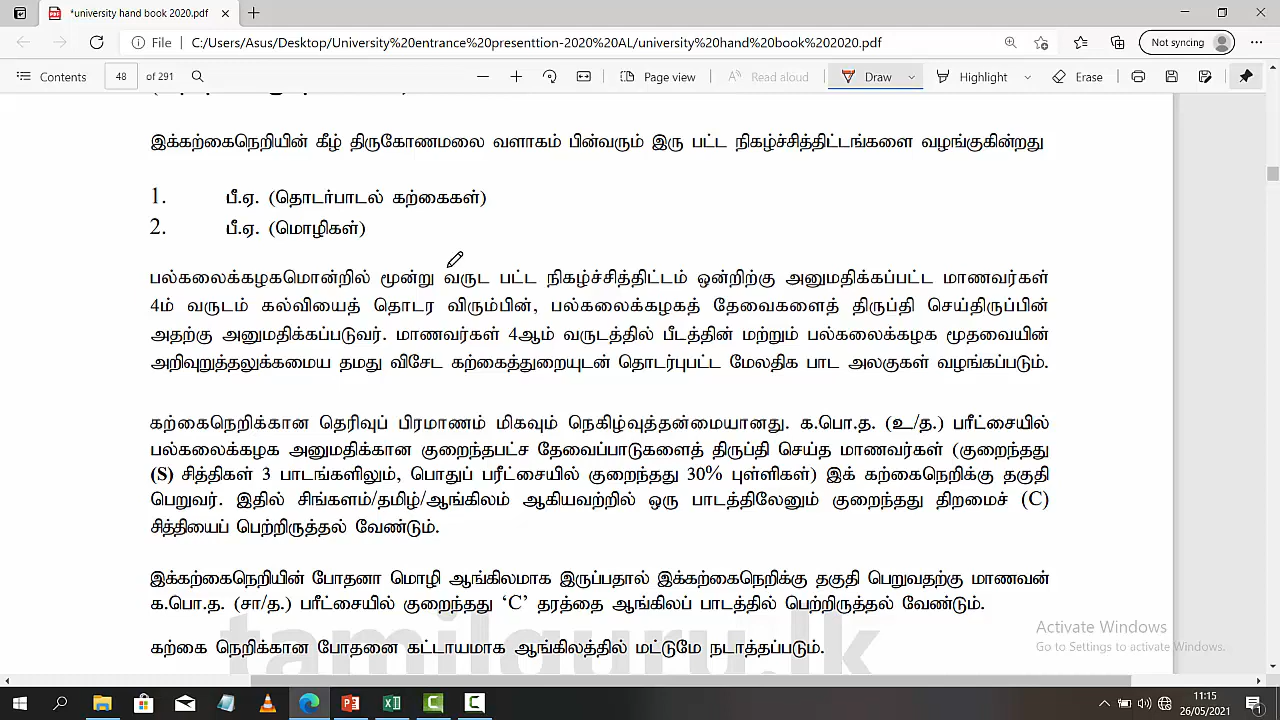 *university hand book 2020.pdf
File C:/Users/Asus/Desktop/University%20entrance%20presenttion-2020%20AL/university%20hand%20book%202020.pdf Not syncing
Contents 48 of 291 Page view Read aloud Draw Highlight Erase
இக்கற்கைநெறியின் கீழ் திருகோணமலை வளாகம் பின்வரும் இரு பட்ட நிகழ்ச்சித்திட்டங்களை வழங்குகின்றது
1. பீ.ஏ. (தொடர்பாடல் கற்கைகள்)
2. பீ.ஏ. (மொழிகள்)
பல்கலைக்கழகமொன்றில் மூன்று வருட பட்ட நிகழ்ச்சித்திட்டம் ஒன்றிற்கு அனுமதிக்கப்பட்ட மாணவர்கள்
4ம் வருடம் கல்வியைத் தொடர விரும்பின், பல்கலைக்கழகத் தேவைகளைத் திருப்தி செய்திருப்பின்
அதற்கு அனுமதிக்கப்படுவர். மாணவர்கள் 4ஆம் வருடத்தில் பீடத்தின் மற்றும் பல்கலைக்கழக மூதவையின்
அறிவுறுத்தலுக்கமைய தமது விசேட கற்கைத்துறையுடன் தொடர்புபட்ட மேலதிக பாட அலகுகள் வழங்கப்படும்.
கற்கைநெறிக்கான தெரிவுப் பிரமாணம் மிகவும் நெகிழ்வுத்தன்மையானது. க.பொ.த. (உ/த.) பரீட்சையில்
பல்கலைக்கழக அனுமதிக்கான குறைந்தபட்ச தேவைப்பாடுகளைத் திருப்தி செய்த மாணவர்கள் (குறைந்தது
(S) சித்திகள் 3 பாடங்களிலும், பொதுப் பரீட்சையில் குறைந்தது 30% புள்ளிகள்) இக் கற்கைநெறிக்கு தகுதி
பெறுவர். இதில் சிங்களம்/தமிழ்/ஆங்கிலம் ஆகியவற்றில் ஒரு பாடத்திலேனும் குறைந்தது திறமைச் (C)
சித்தியைப் பெற்றிருத்தல் வேண்டும்.
இக்கற்கைநெறியின் போதனா மொழி ஆங்கிலமாக இருப்பதால் இக்கற்கைநெறிக்கு தகுதி பெறுவதற்கு மாணவன்
க.பொ.த. (சா/த.) பரீட்சையில் குறைந்தது ‘C’ தரத்தை ஆங்கிலப் பாடத்தில் பெற்றிருத்தல் வேண்டும்.
tamilguru.lk
கற்கை நெறிக்கான போதனை கட்டாயமாக ஆங்கிலத்தில் மட்டுமே நடாத்தப்படும்.
Activate Windows
Go to Settings to activate Windows.
11:15
26/05/2021